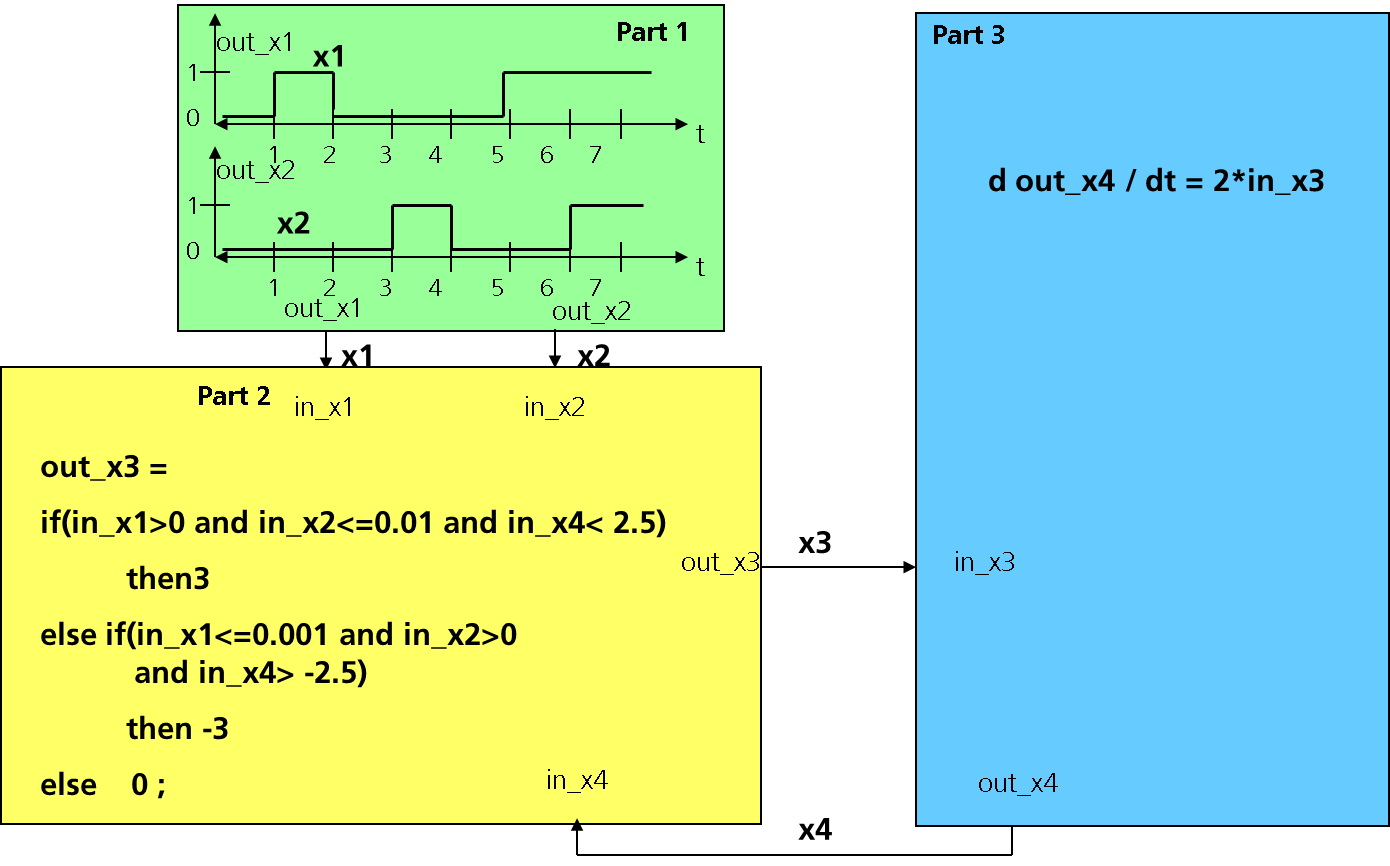 Part 1
out_x1
x1
1
0
t
1 2 3 4 5 6 7
out_x2
1
x2
0
t
1 2 3 4 5 6 7
out_x1
out_x2
x1
x2
Part 2
in_x1
in_x2
out_x3 =
if(in_x1>0 and in_x2<=0.01 and in_x4< 2.5)
then3
else if(in_x1<=0.001 and in_x2>0
and in_x4> -2.5)
then -3
else 0 ;
out_x3
in_x4
x3
x4
Part 3
d out_x4 / dt = 2*in_x3
in_x3
out_x4